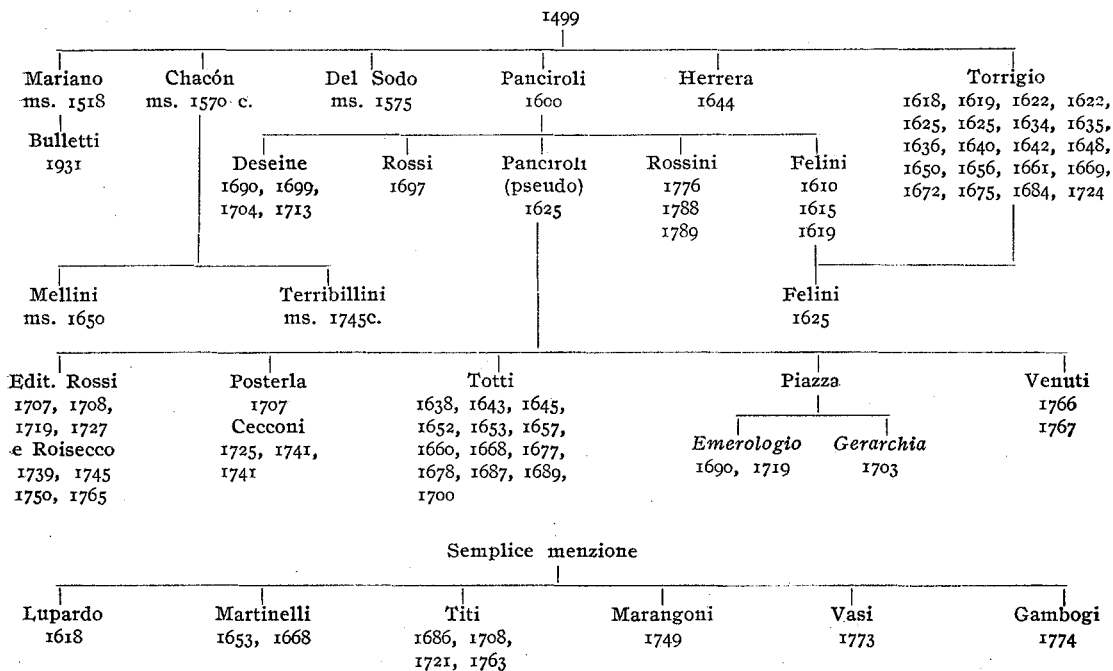 1499
Mariano Chacón Del Sodo Panciroli Herrera Torrigio
ms. 1518 ms. 1570 c. ms. 1575 1600 1644 1618, 1619, 1622, 1622,
Bulletti 1625, 1625, 1634, 1635,
1931 1636, 1640, 1642, 1648,
Deseine Rossi Panciroli Rossini Felini 1650, 1656, 1661, 1669,
1690, 1699, 1697 (pseudo) 1776 1610 1672, 1675, 1684, 1724
1704, 1713 1625 1788 1615
1789 1619
Mellini Terribillini Felini
ms. 1650 ms. 1745c. 1625
Edit. Rossi Posterla Totti Piazza Venuti
1707, 1708, 1707 1638, 1643, 1645, 1766
1719, 1727 Cecconi 1652, 1653, 1657, 1767
e Roisecco 1725, 1741, 1660, 1668, 1677, Emerologio Gerarchia
1739, 1745 1741 1678, 1687, 1689, 1690, 1719 1703
1750, 1765 1700
Semplice menzione
Lupardo Martinelli Titi Marangoni Vasi Gambogi
1618 1653, 1668 1686, 1708, 1749 1773 1774
1721, 1763